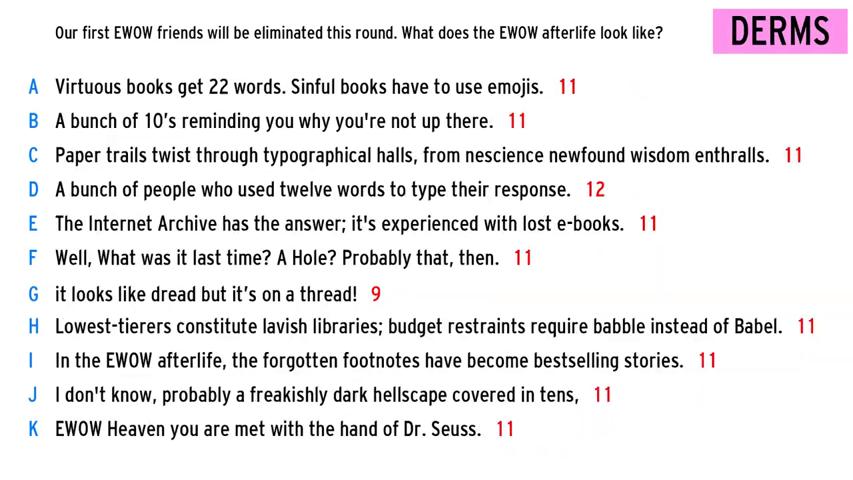 Our first EWOW friends will be eliminated this round. What does the EWOW afterlife look like?
DERMS
A Virtuous books get 22 words. Sinful books have to use emojis. 11
B A bunch of 10's reminding you why you're not up there. 11
C Paper trails twist through typographical halls, from nescience newfound wisdom enthralls. 11
D A bunch of people who used twelve words to type their response. 12
E The Internet Archive has the answer; it's experienced with lost e-books. 11
F Well, What was it last time? A Hole? Probably that, then. 11
G it looks like dread but it's on a thread! 9
H Lowest-tierers constitute lavish libraries; budget restraints require babble instead of Babel. 11
I In the EWOW afterlife, the forgotten footnotes have become bestselling stories. 11
J I don't know, probably a freakishly dark hellscape covered in tens, 11
K EWOW Heaven you are met with the hand of Dr. Seuss. 11